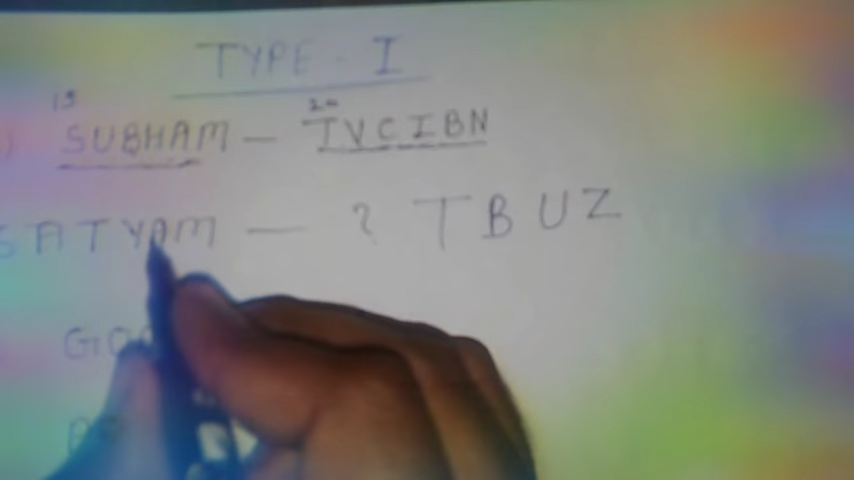 TYPE - I
19 20
) SUBHAM - TVCIBN
SATYAM - ? TBUZ